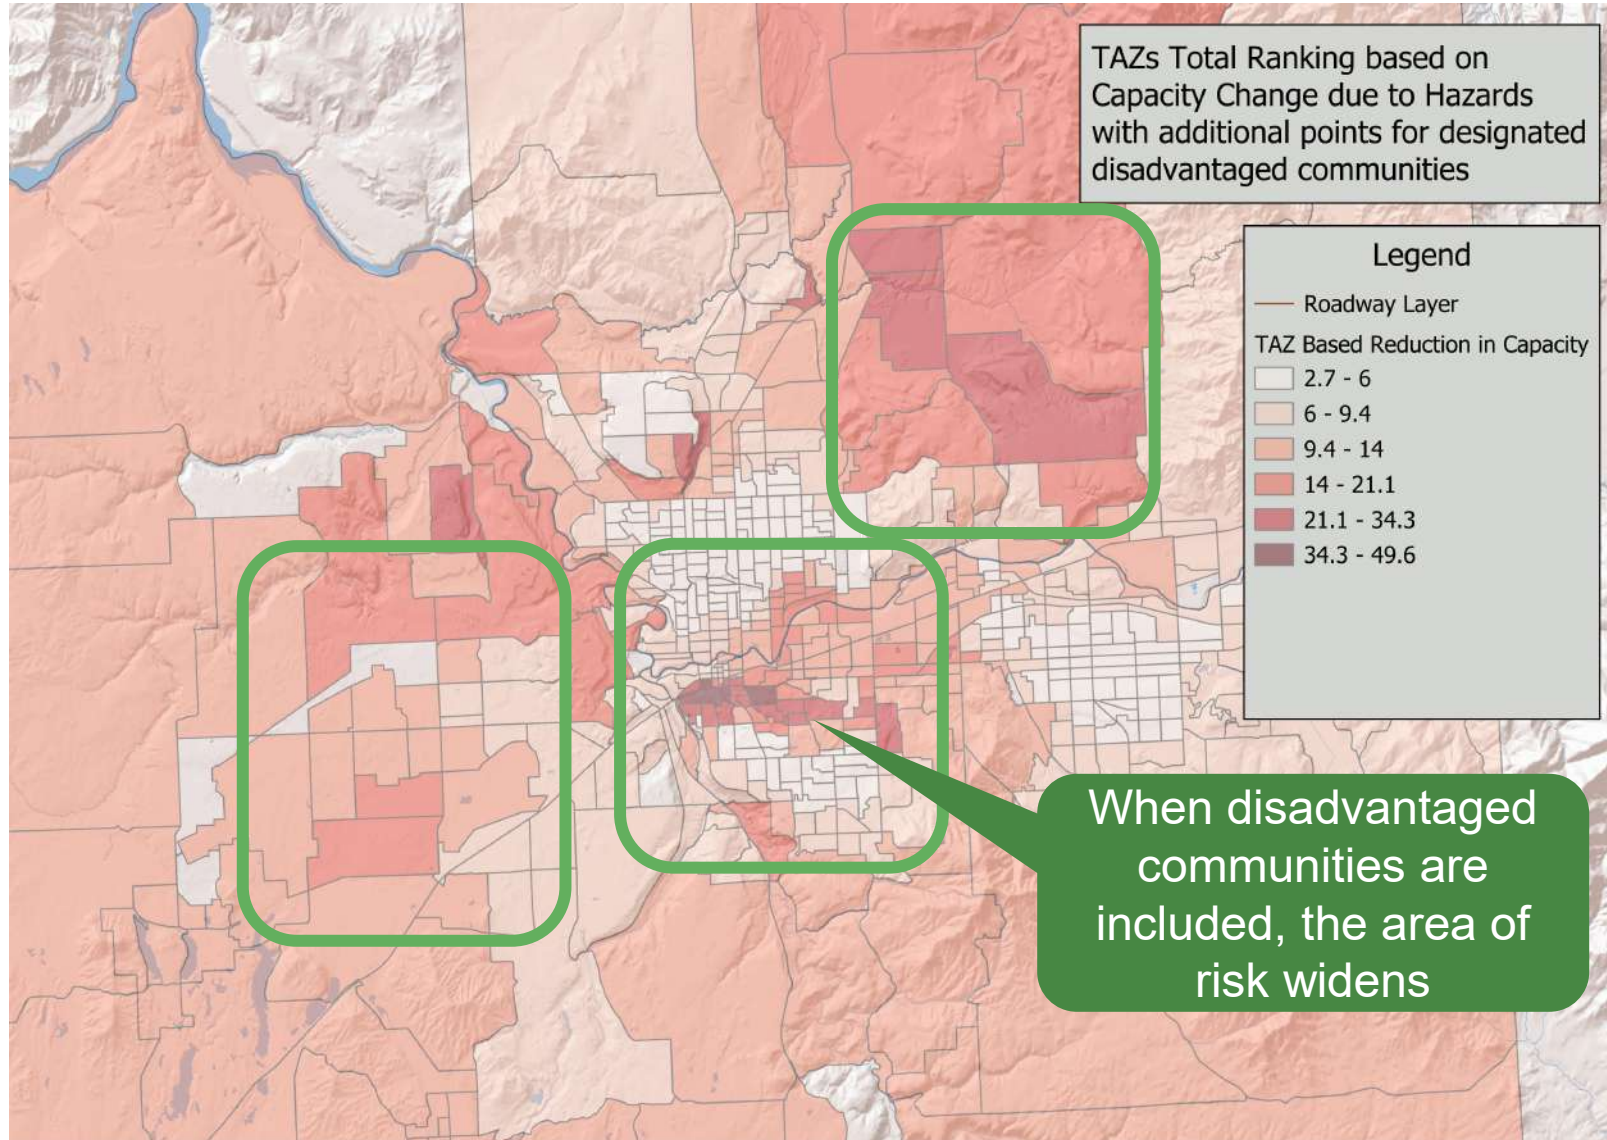 TAZs Total Ranking based on
Capacity Change due to Hazards
with additional points for designated
disadvantaged communities
Legend
Roadway Layer
TAZ Based Reduction in Capacity
2.7 - 6
6 - 9.4
9.4 - 14
14 - 21.1
21.1 - 34.3
34.3 - 49.6
When disadvantaged
communities are
included, the area of
risk widens